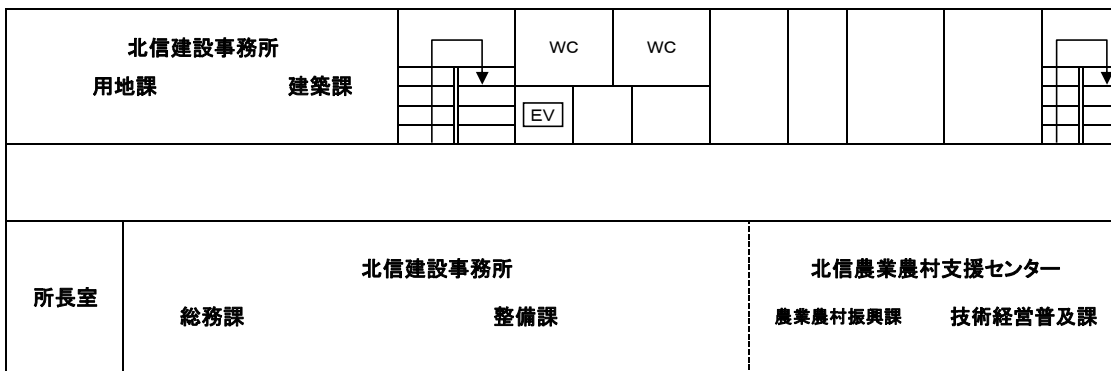 北信建設事務所
用地課 建築課
WC WC
EV
所長室
北信建設事務所
総務課 整備課
北信農業農村支援センター
農業農村振興課 技術経営普及課